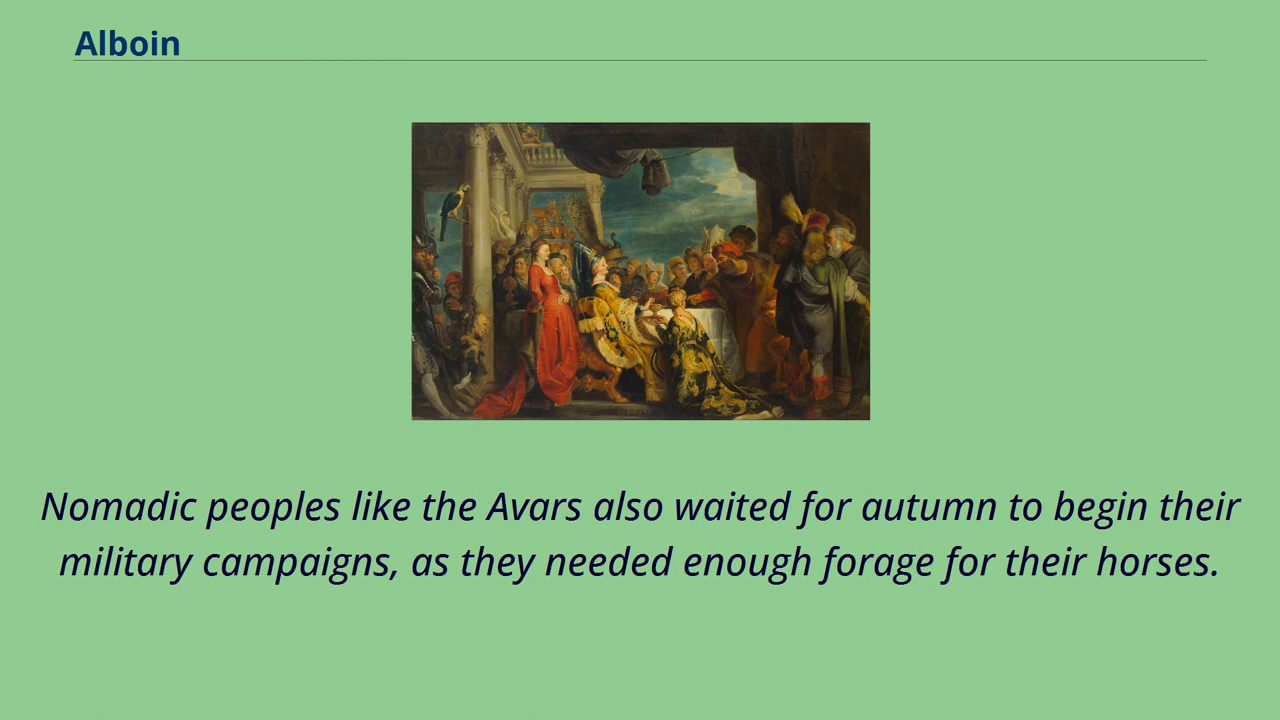 Alboin
Nomadic peoples like the Avars also waited for autumn to begin their
military campaigns, as they needed enough forage for their horses.